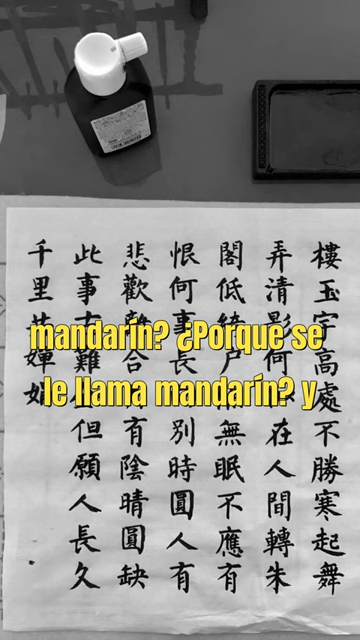 mandarín? ¿Porque se
le llama mandarín? y
樓玉宇高處不勝寒起舞
弄清影何在人間轉朱
閣低綺戶無眠不應有
恨何事長別時圓人有
悲歡離合有陰晴圓缺
此事古難但願人長久
千里共嬋娟